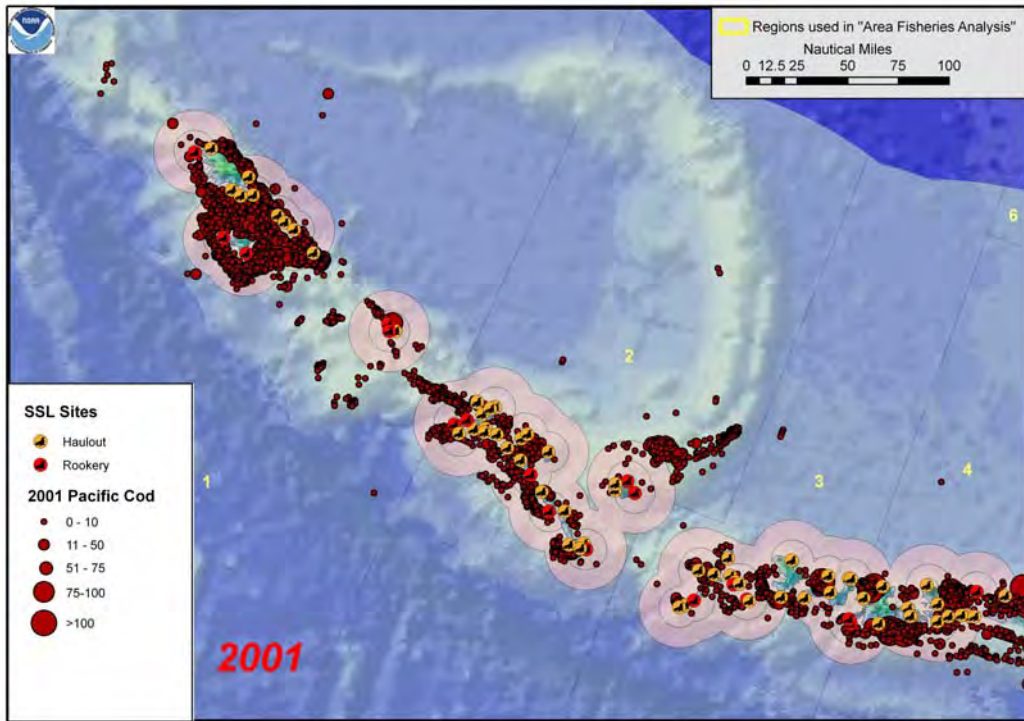 NOAA
Regions used in "Area Fisheries Analysis"
Nautical Miles
0 12.5 25 50 75 100
6
2
1
3
4
SSL Sites
Haulout
Rookery
2001 Pacific Cod
0 - 10
11 - 50
51 - 75
75-100
>100
2001